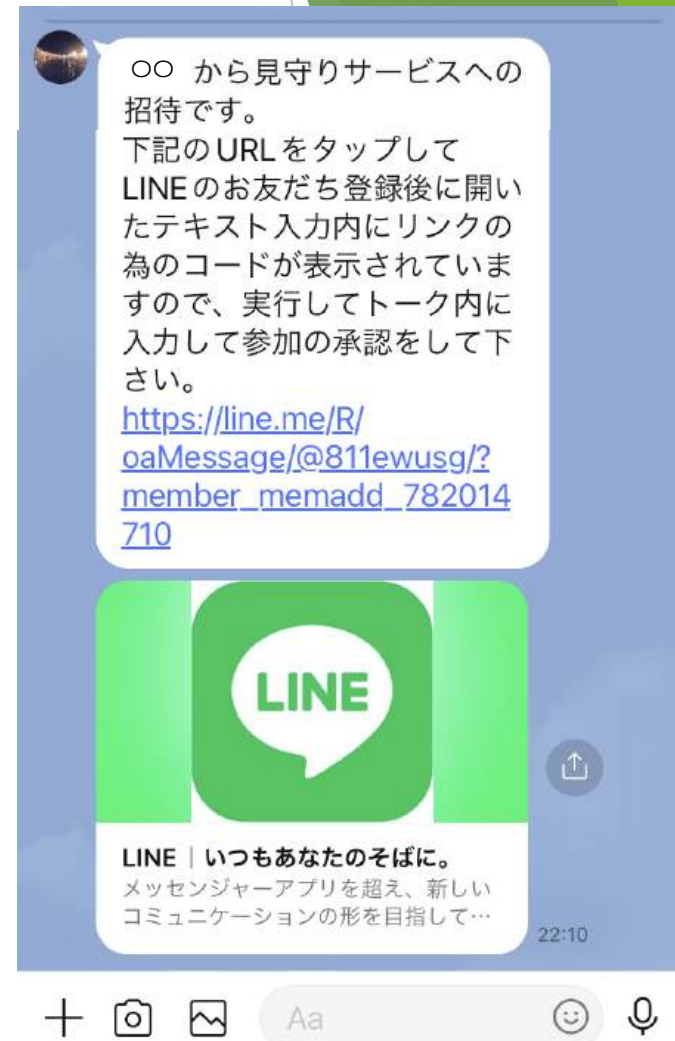 ○○ から見守りサービスへの
招待です。
下記のURLをタップして
LINEのお友だち登録後に開い
たテキスト入力内にリンクの
為のコードが表示されていま
すので、実行してトーク内に
入力して参加の承認をして下
さい。
https://line.me/R/
oaMessage/@811ewusg/?
member_memadd_782014
710
LINE
LINE｜いつもあなたのそばに。
メッセンジャーアプリを超え、新しい
コミュニケーションの形を目指して…
22:10
Aa